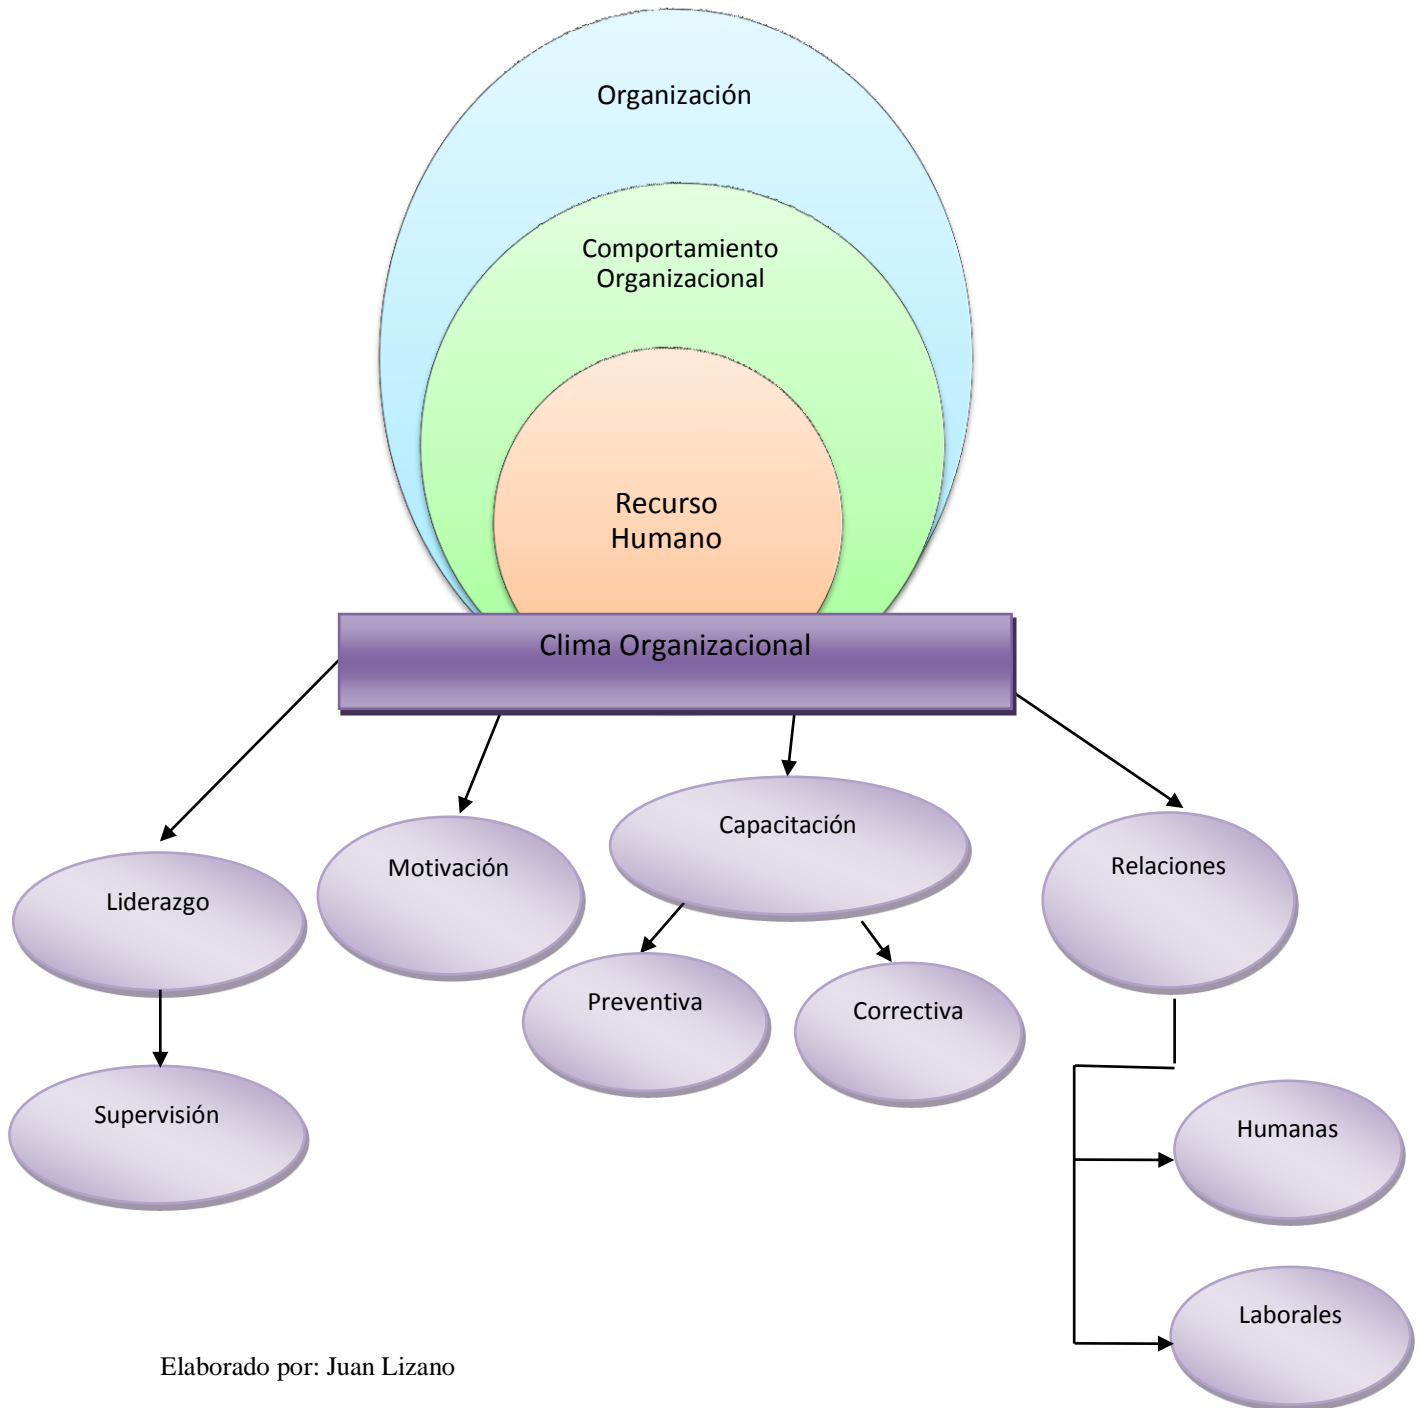 Organización
Comportamiento
Organizacional
Recurso
Humano
Clima Organizacional
Liderazgo
Motivación
Capacitación
Relaciones
Preventiva
Correctiva
Supervisión
Humanas
Laborales
Elaborado por: Juan Lizano